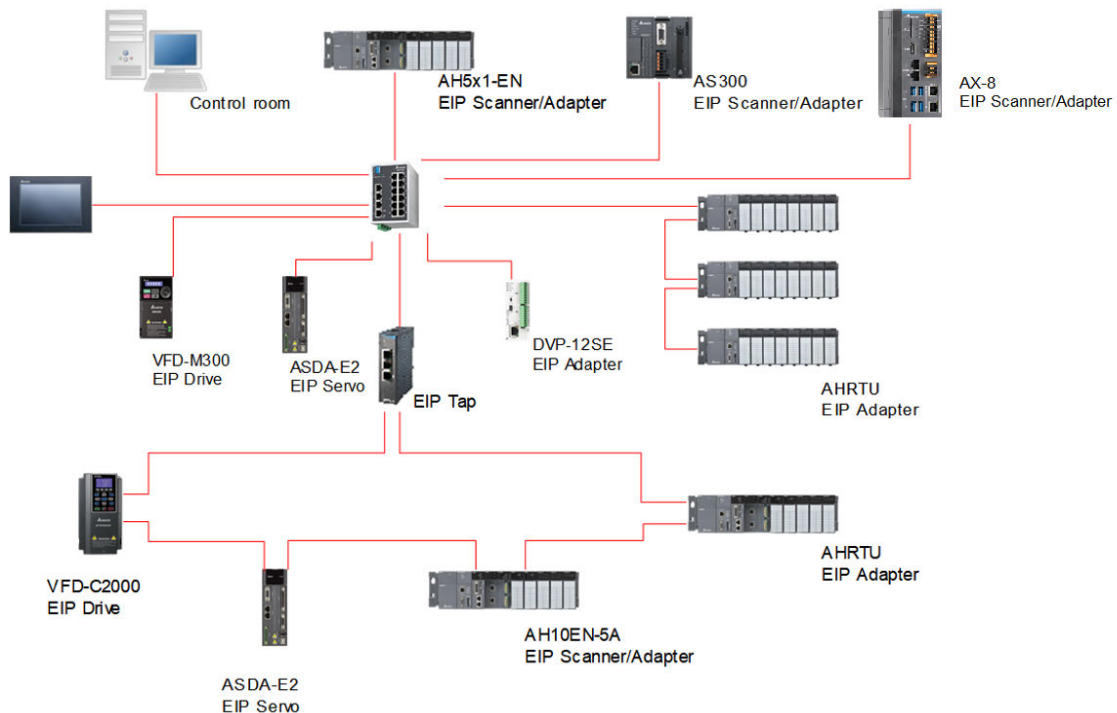 Control room
AH5x1-EN
EIP Scanner/Adapter
AS300
EIP Scanner/Adapter
AX-8
EIP Scanner/Adapter
VFD-M300
EIP Drive
ASDA-E2
EIP Servo
EIP Tap
DVP-12SE
EIP Adapter
AHRTU
EIP Adapter
VFD-C2000
EIP Drive
ASDA-E2
EIP Servo
AH10EN-5A
EIP Scanner/Adapter
AHRTU
EIP Adapter